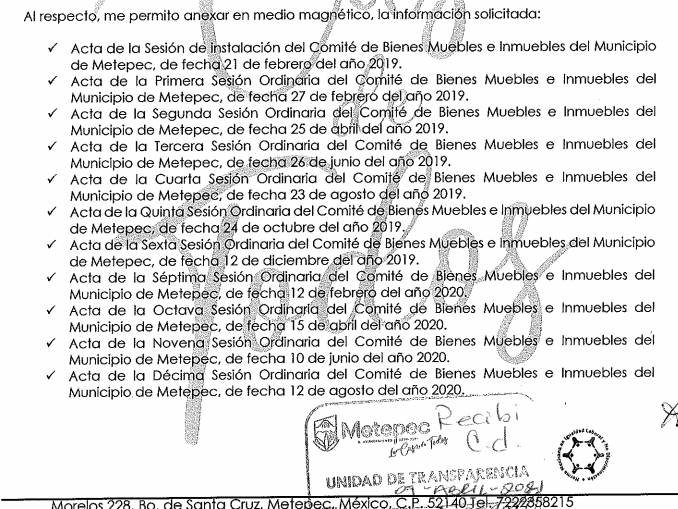 Al respecto, me permito anexar en medio magnético, la información solicitada:
✓ Acta de la Sesión de instalación del Comité de Bienes Muebles e Inmuebles del Municipio
de Metepec, de fecha 21 de febrero del año 2019.
✓ Acta de la Primera Sesión Ordinaria del Comité de Bienes Muebles e Inmuebles del
Municipio de Metepec, de fecha 27 de febrero del año 2019.
✓ Acta de la Segunda Sesión Ordinaria del Comité de Bienes Muebles e Inmuebles del
Municipio de Metepec, de fecha 25 de abril del año 2019.
✓ Acta de la Tercera Sesión Ordinaria del Comité de Bienes Muebles e Inmuebles del
Municipio de Metepec, de fecha 26 de junio del año 2019.
✓ Acta de la Cuarta Sesión Ordinaria del Comité de Bienes Muebles e Inmuebles del
Municipio de Metepec, de fecha 23 de agosto del año 2019.
✓ Acta de la Quinta Sesión Ordinaria del Comité de Bienes Muebles e Inmuebles del Municipio
de Metepec, de fecha 24 de octubre del año 2019.
✓ Acta de la Sexta Sesión Ordinaria del Comité de Bienes Muebles e Inmuebles del Municipio
de Metepec, de fecha 12 de diciembre del año 2019.
✓ Acta de la Séptima Sesión Ordinaria del Comité de Bienes Muebles e Inmuebles del
Municipio de Metepec, de fecha 12 de febrero del año 2020.
✓ Acta de la Octava Sesión Ordinaria del Comité de Bienes Muebles e Inmuebles del
Municipio de Metepec, de fecha 15 de abril del año 2020.
✓ Acta de la Novena Sesión Ordinaria del Comité de Bienes Muebles e Inmuebles del
Municipio de Metepec, de fecha 10 de junio del año 2020.
✓ Acta de la Décima Sesión Ordinaria del Comité de Bienes Muebles e Inmuebles del
Municipio de Metepec, de fecha 12 de agosto del año 2020.
de
Todos
Metepec
Recibi
C.d.
UNIDAD DE TRANSPARENCIA
ABRIL-2021
Morelos 228, Bo. de Santa Cruz, Metepec, México, C.P. 52140 Tel. 7222358215